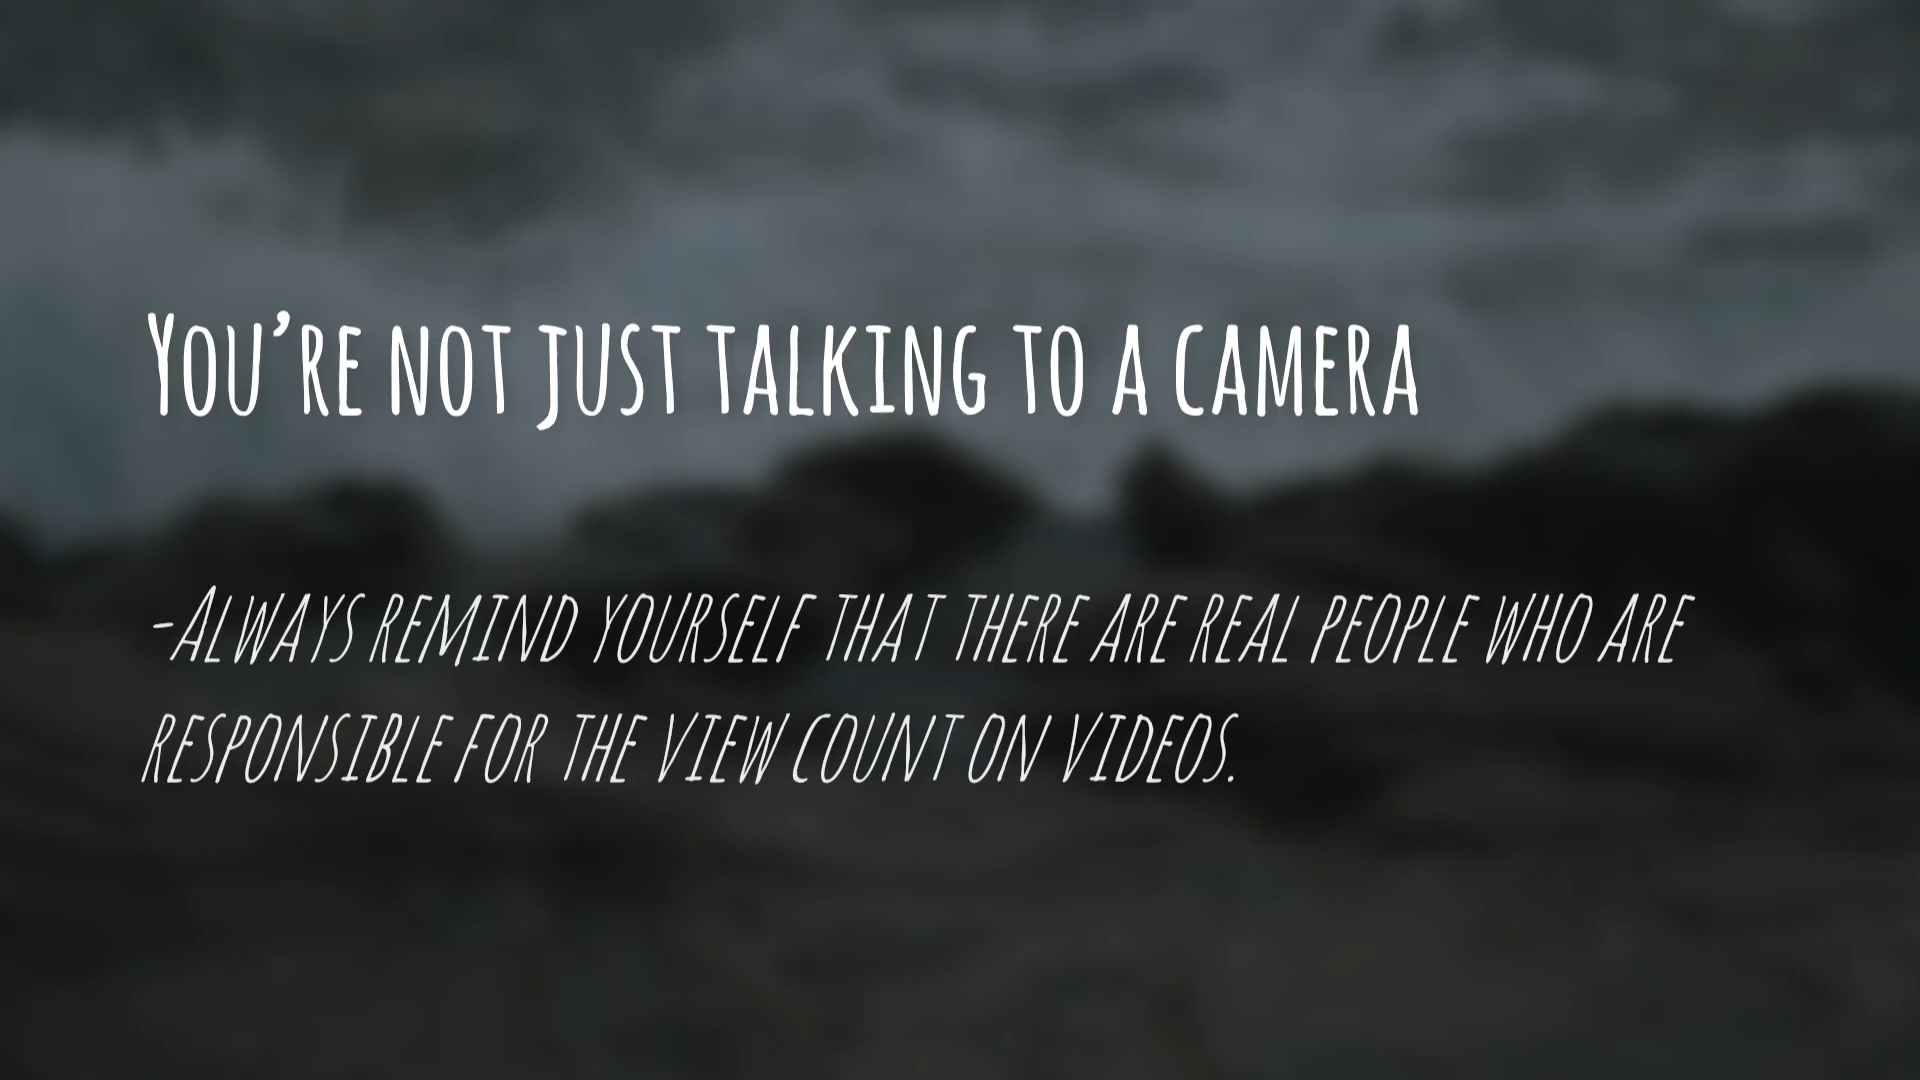 You’re not just talking to a camera
-Always remind yourself that there are real people who are
responsible for the view count on videos.